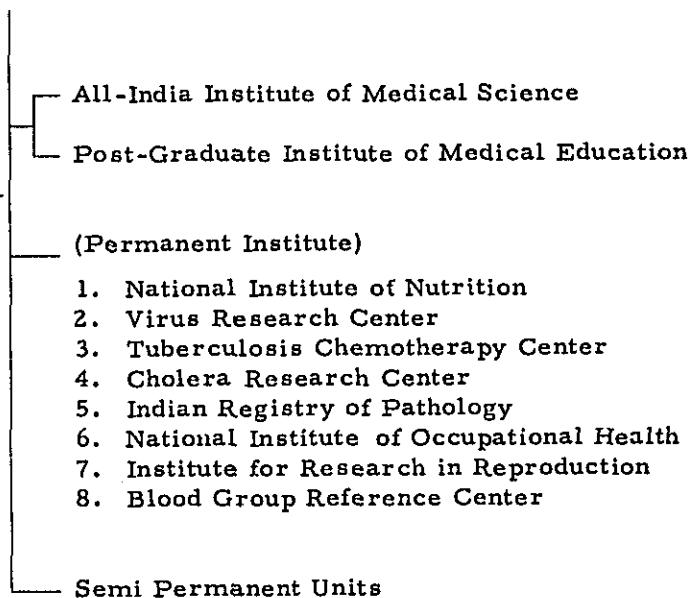 All-India Institute of Medical Science
Post-Graduate Institute of Medical Education
(Permanent Institute)
1. National Institute of Nutrition
2. Virus Research Center
3. Tuberculosis Chemotherapy Center
4. Cholera Research Center
5. Indian Registry of Pathology
6. National Institute of Occupational Health
7. Institute for Research in Reproduction
8. Blood Group Reference Center
Semi Permanent Units